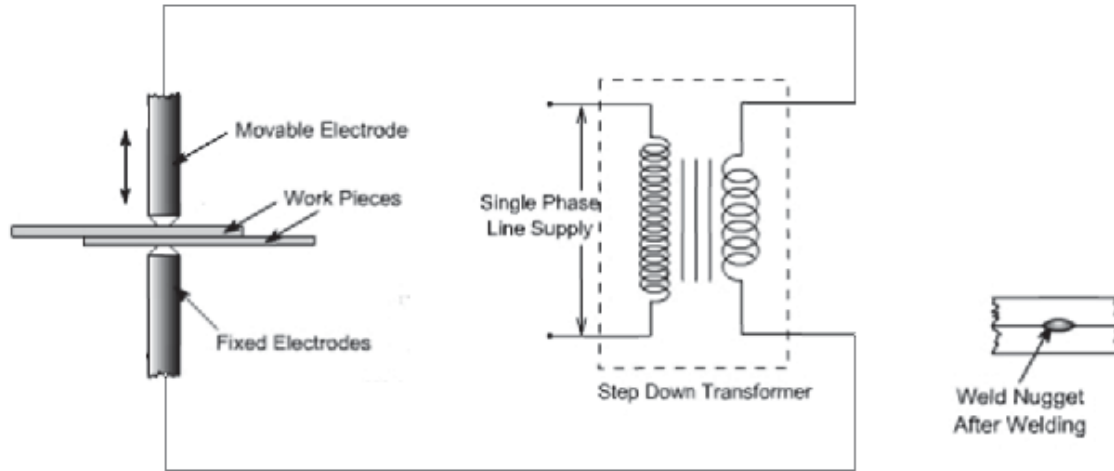 Movable Electrode
Work Pieces
Single Phase
Line Supply
Fixed Electrodes
Step Down Transformer
Weld Nugget
After Welding